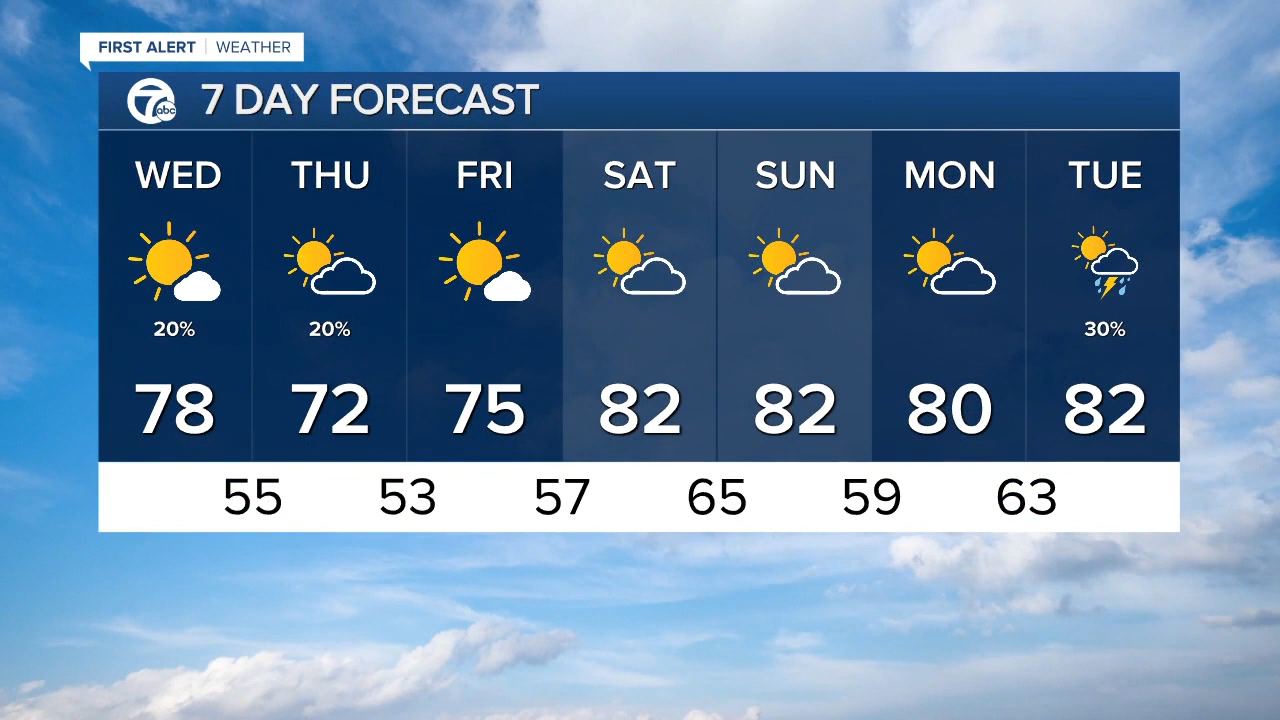 FIRST ALERT | WEATHER
7 abc 7 DAY FORECAST
WED THU FRI SAT SUN MON TUE
20% 20% 30%
78 72 75 82 82 80 82
55 53 57 65 59 63